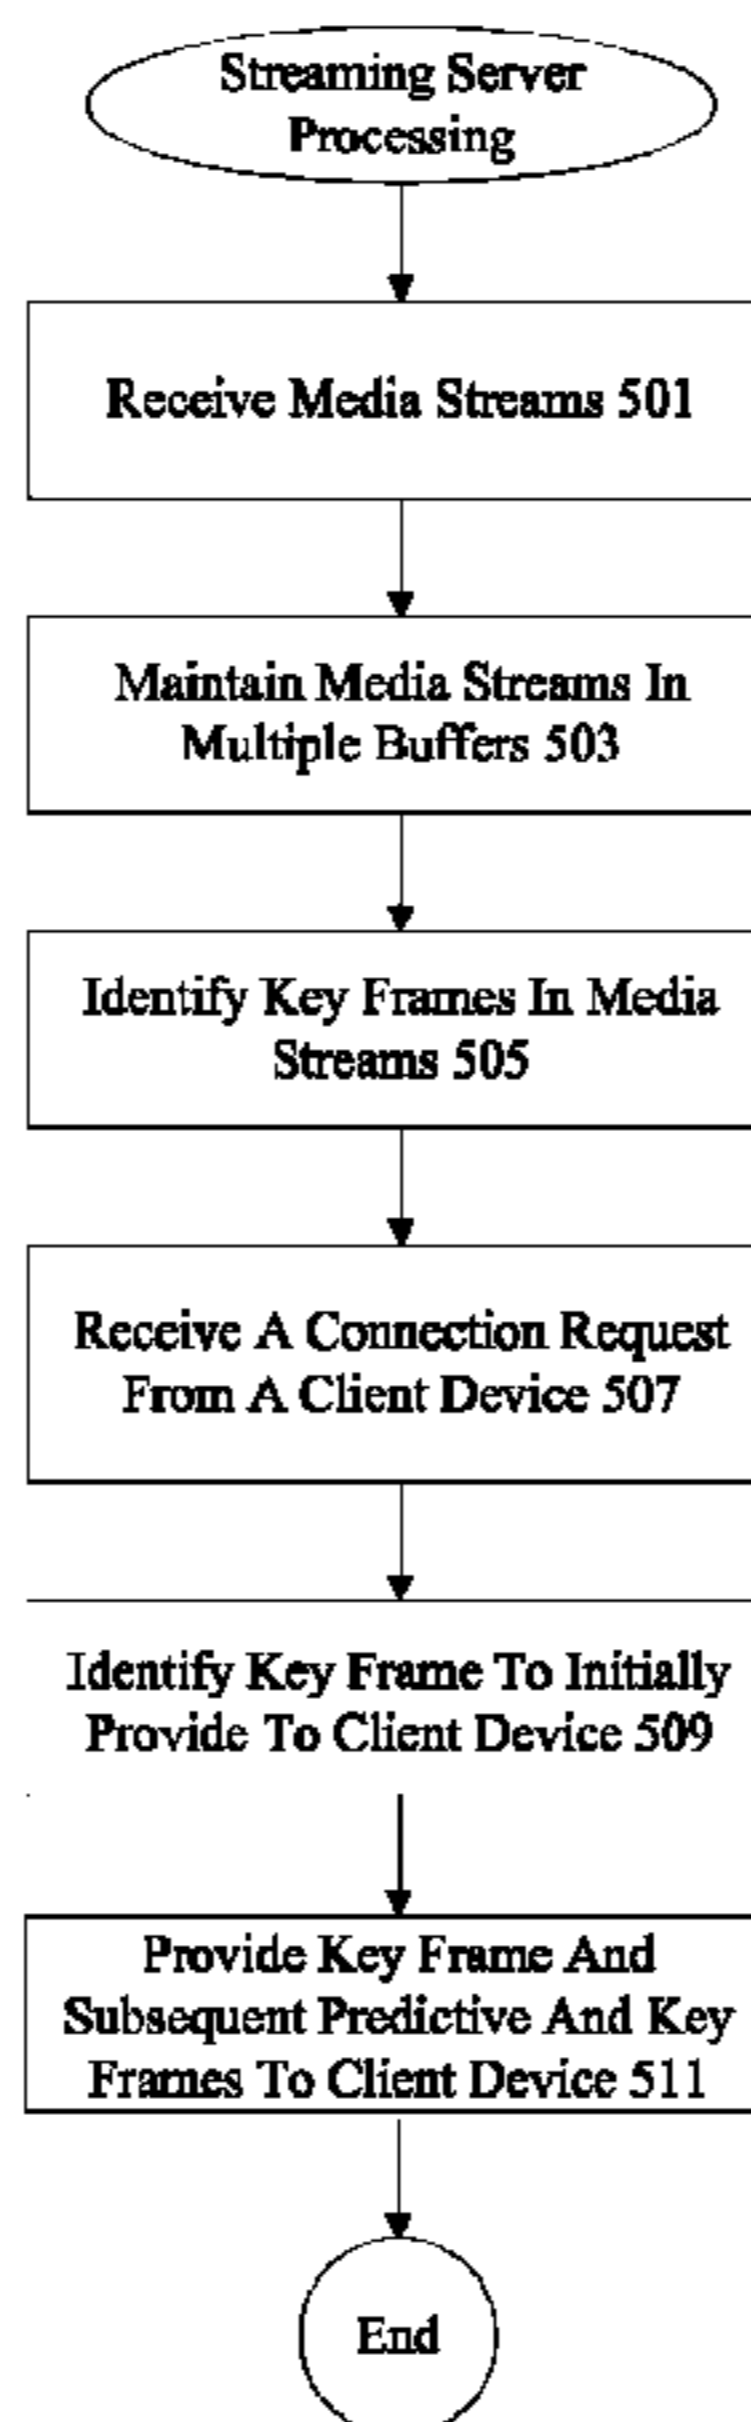 Streaming Server
Processing
Receive Media Streams 501
Maintain Media Streams In
Multiple Buffers 503
Identify Key Frames In Media
Streams 505
Receive A Connection Request
From A Client Device 507
Identify Key Frame To Initially
Provide To Client Device 509
Provide Key Frame And
Subsequent Predictive And Key
Frames To Client Device 511
End